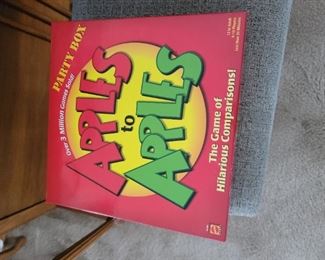 PARTY BOX
Over 3 Million Games Sold!
APPLES
to
APPLES
The Game of
Hilarious Comparisons!